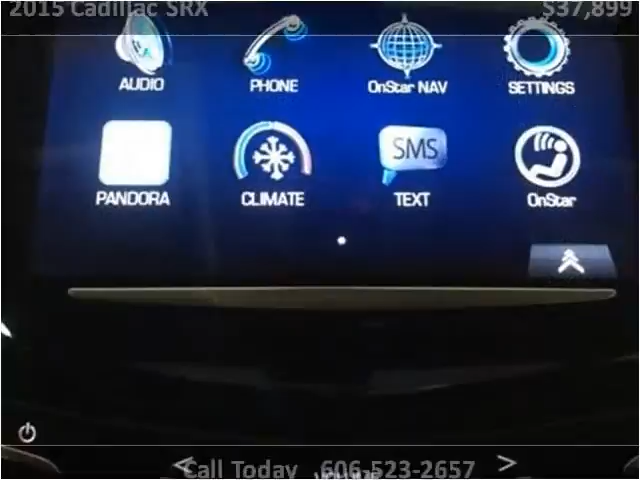 2015 Cadillac SRX $37,899
AUDIO PHONE OnStar NAV SETTINGS
SMS
PANDORA CLIMATE TEXT OnStar
Call Today 606-523-2657